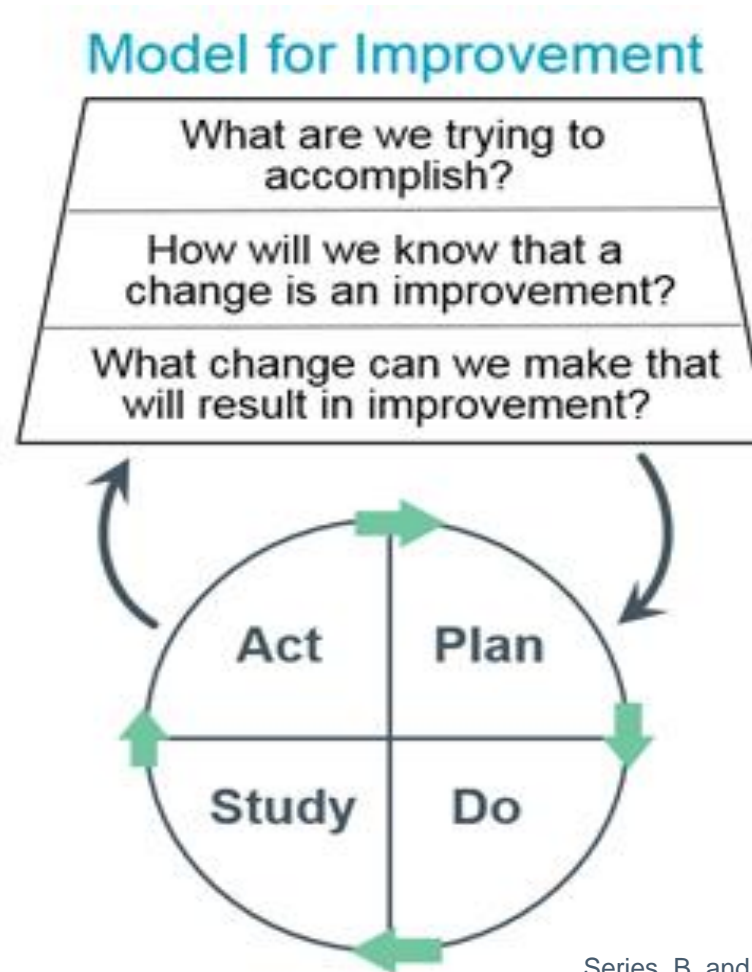 Model for Improvement
What are we trying to
accomplish?
How will we know that a
change is an improvement?
What change can we make that
will result in improvement?
Act
Plan
Study
Do
Series, B, and